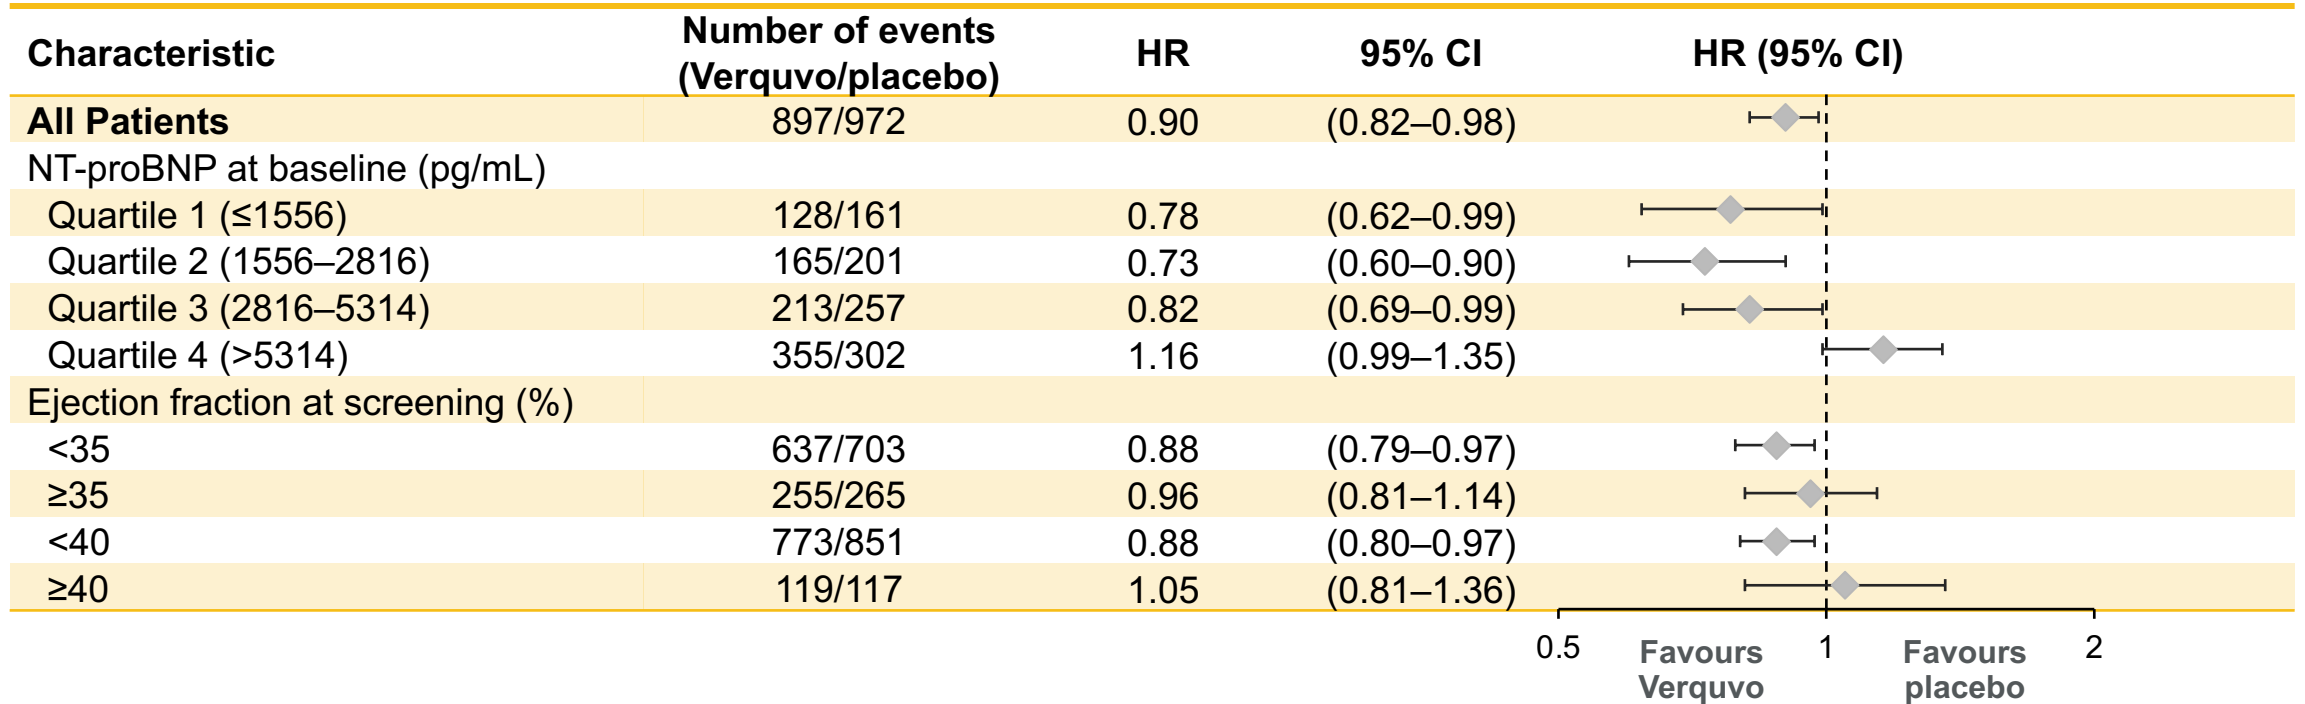 Characteristic Number of events (Verquvo/placebo) HR 95% CI HR (95% CI)
All Patients 897/972 0.90 (0.82–0.98)
NT-proBNP at baseline (pg/mL)
Quartile 1 (≤1556) 128/161 0.78 (0.62–0.99)
Quartile 2 (1556–2816) 165/201 0.73 (0.60–0.90)
Quartile 3 (2816–5314) 213/257 0.82 (0.69–0.99)
Quartile 4 (>5314) 355/302 1.16 (0.99–1.35)
Ejection fraction at screening (%)
<35 637/703 0.88 (0.79–0.97)
≥35 255/265 0.96 (0.81–1.14)
<40 773/851 0.88 (0.80–0.97)
≥40 119/117 1.05 (0.81–1.36)
0.5 1 2
Favours Verquvo
Favours placebo